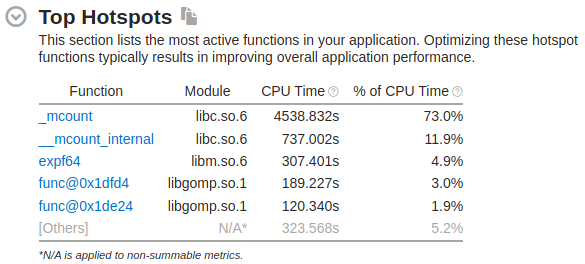 Top Hotspots
This section lists the most active functions in your application. Optimizing these hotspot
functions typically results in improving overall application performance.
Function Module CPU Time % of CPU Time
_mcount libc.so.6 4538.832s 73.0%
__mcount_internal libc.so.6 737.002s 11.9%
expf64 libm.so.6 307.401s 4.9%
func@0x1dfd4 libgomp.so.1 189.227s 3.0%
func@0x1de24 libgomp.so.1 120.340s 1.9%
[Others] N/A* 323.568s 5.2%
*N/A is applied to non-summable metrics.